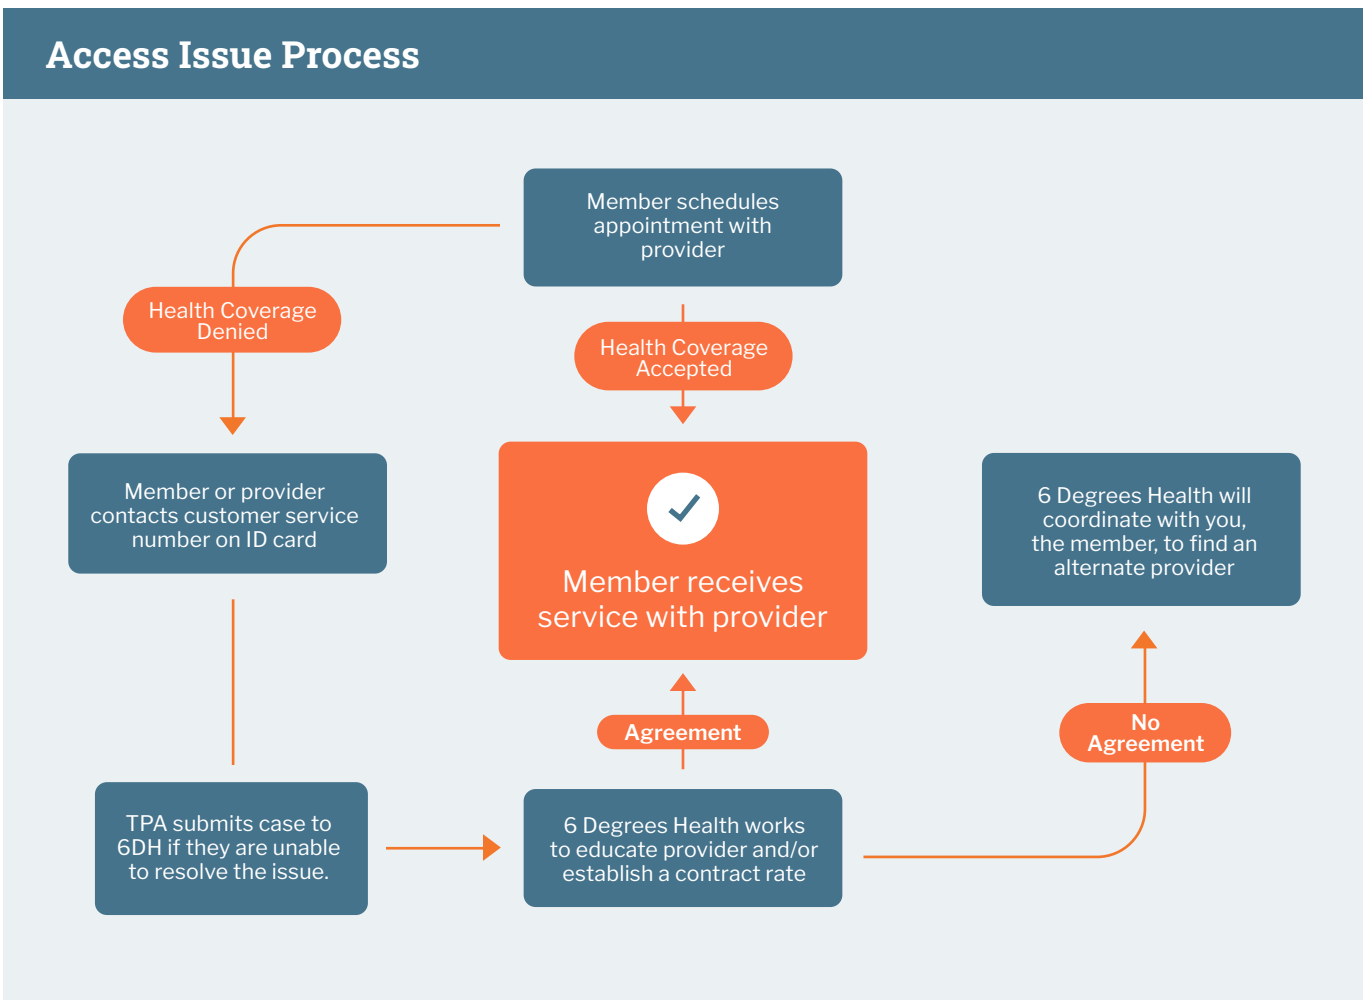 Access Issue Process
Member schedules
appointment with
provider
Health Coverage
Denied
Health Coverage
Accepted
Member or provider
contacts customer service
number on ID card
Member receives
service with provider
6 Degrees Health will
coordinate with you,
the member, to find an
alternate provider
Agreement
No
Agreement
TPA submits case to
6DH if they are unable
to resolve the issue.
6 Degrees Health works
to educate provider and/or
establish a contract rate